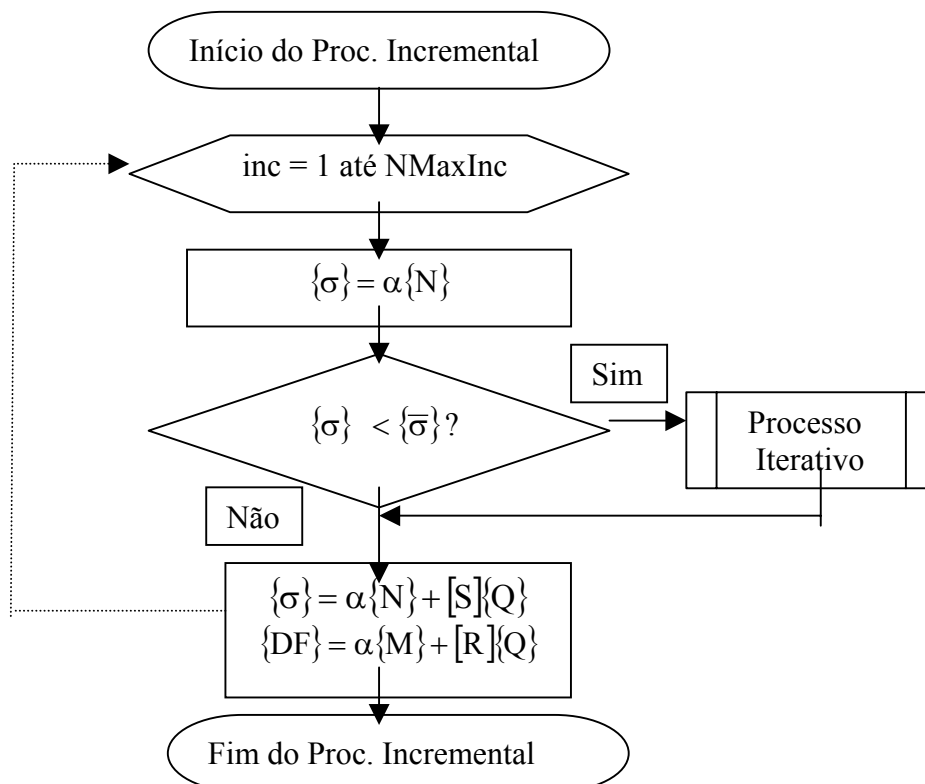 Início do Proc. Incremental
inc = 1 até NMaxInc
{σ} = α{N}
Sim
{σ} < {σ̅}?
Processo
Iterativo
Não
{σ} = α{N} + [S]{Q}
{DF} = α{M} + [R]{Q}
Fim do Proc. Incremental